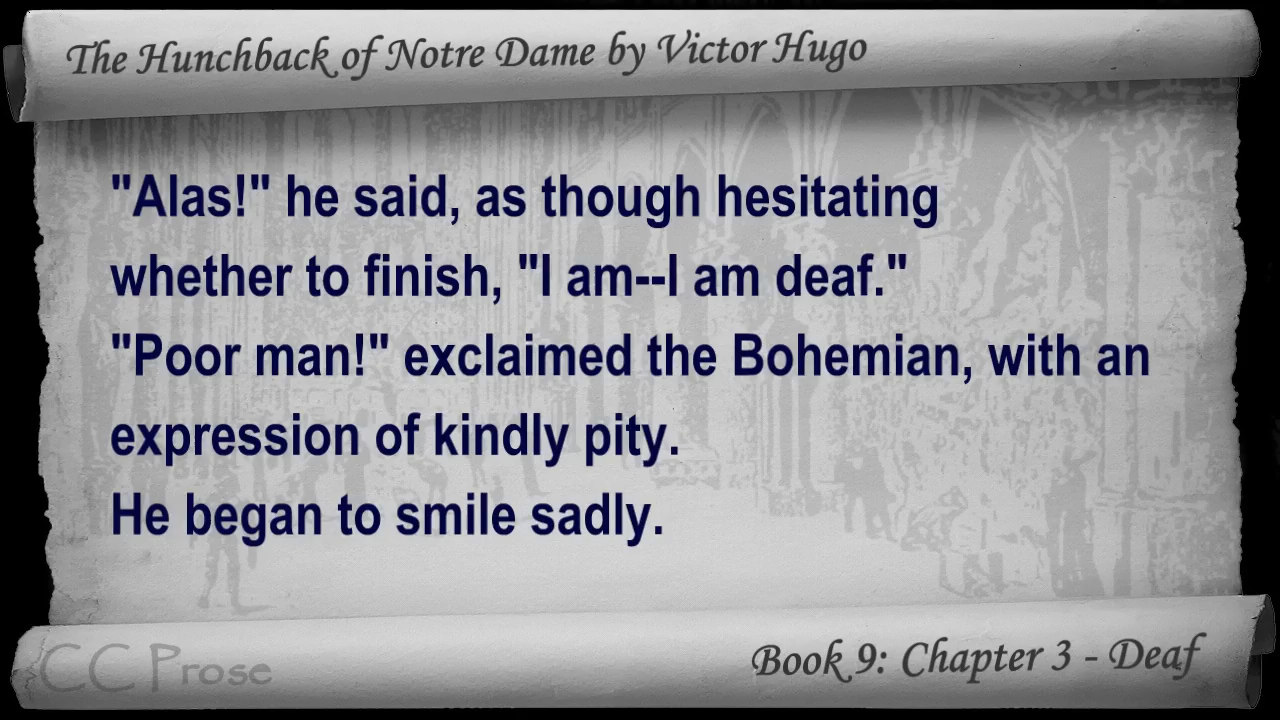 The Hunchback of Notre Dame by Victor Hugo
"Alas!" he said, as though hesitating
whether to finish, "I am--I am deaf."
"Poor man!" exclaimed the Bohemian, with an
expression of kindly pity.
He began to smile sadly.
CC Prose
Book 9: Chapter 3 - Deaf